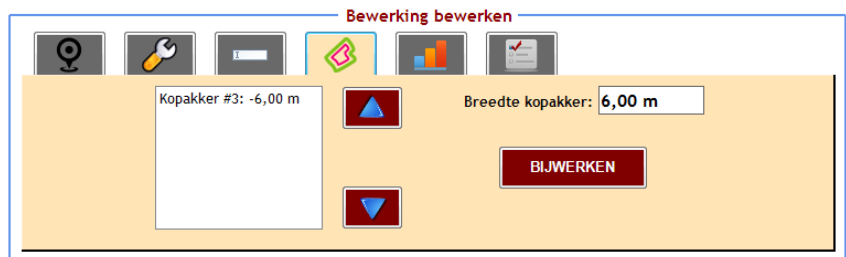 Bewerking bewerken
Kopakker #3: -6,00 m
Breedte kopakker: 6,00 m
BIJWERKEN